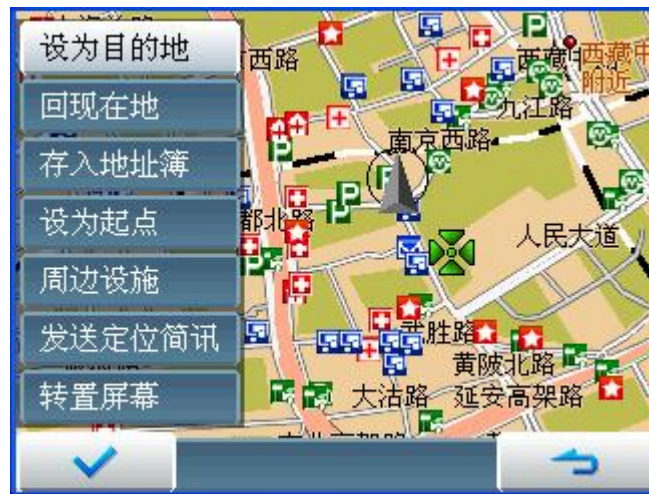 设为目的地
回现在地
存入地址簿
设为起点
周边设施
发送定位简讯
转置屏幕
西路
西藏中
附近
九江路
南京西路
都北路
人民大道
武胜路
黄陂北路
大沽路
延安高架路